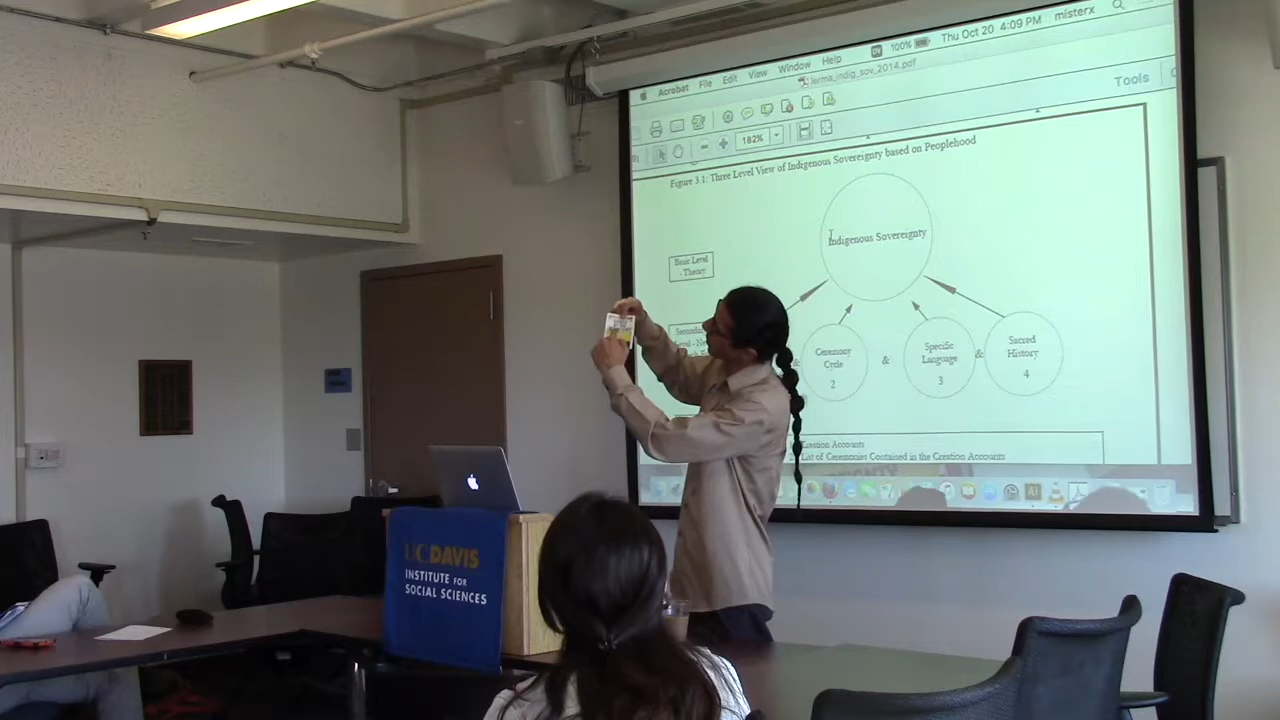 Acrobat File Edit View Window Help
100% Thu Oct 20 4:09 PM misterx
lerma_indig_sov_2014.pdf
Tools
182%
Figure 3.1: Three Level View of Indigenous Sovereignty based on Peoplehood
Indigenous Sovereignty
Basic Level
- Theory
Ceremony
Cycle
2
&
Specific
Language
3
&
Sacred
History
4
Creation Accounts
List of Ceremonies Contained in the Creation Accounts
UC DAVIS
INSTITUTE FOR
SOCIAL SCIENCES